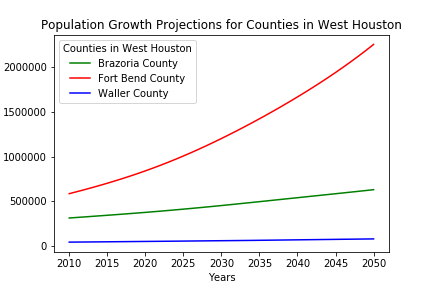 Population Growth Projections for Counties in West Houston
Counties in West Houston
Brazoria County
Fort Bend County
Waller County
2000000
1500000
1000000
500000
0
2010 2015 2020 2025 2030 2035 2040 2045 2050
Years